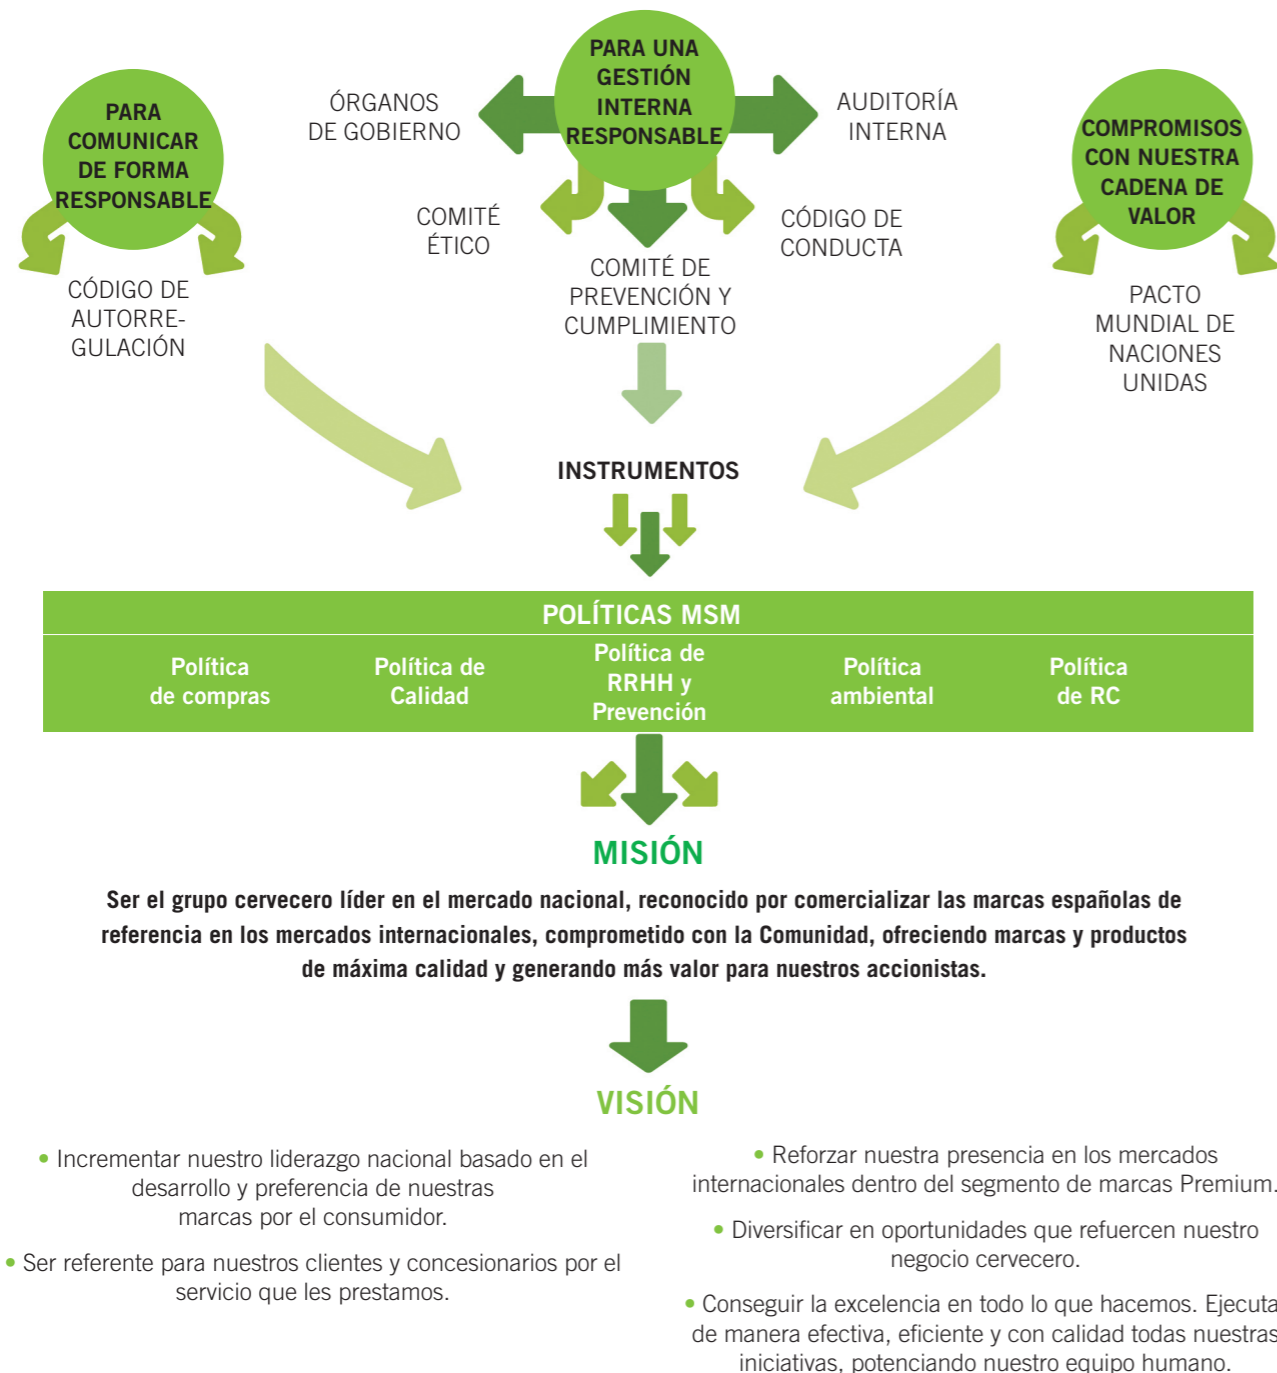 PARA
COMUNICAR
DE FORMA
RESPONSABLE
CÓDIGO DE
AUTORRE-
GULACIÓN
PARA UNA
GESTIÓN
INTERNA
RESPONSABLE
ÓRGANOS
DE GOBIERNO
AUDITORÍA
INTERNA
COMITÉ
ÉTICO
CÓDIGO DE
CONDUCTA
COMITÉ DE
PREVENCIÓN Y
CUMPLIMIENTO
COMPROMISOS
CON NUESTRA
CADENA DE
VALOR
PACTO
MUNDIAL DE
NACIONES
UNIDAS
INSTRUMENTOS
POLÍTICAS MSM
Política
de compras
Política de
Calidad
Política de
RRHH y
Prevención
Política
ambiental
Política
de RC
MISIÓN
Ser el grupo cervecero líder en el mercado nacional, reconocido por comercializar las marcas españolas de
referencia en los mercados internacionales, comprometido con la Comunidad, ofreciendo marcas y productos
de máxima calidad y generando más valor para nuestros accionistas.
VISIÓN
• Incrementar nuestro liderazgo nacional basado en el
desarrollo y preferencia de nuestras
marcas por el consumidor.
• Ser referente para nuestros clientes y concesionarios por el
servicio que les prestamos.
• Reforzar nuestra presencia en los mercados
internacionales dentro del segmento de marcas Premium.
• Diversificar en oportunidades que refuercen nuestro
negocio cervecero.
• Conseguir la excelencia en todo lo que hacemos. Ejecuta
de manera efectiva, eficiente y con calidad todas nuestras
iniciativas, potenciando nuestro equipo humano.